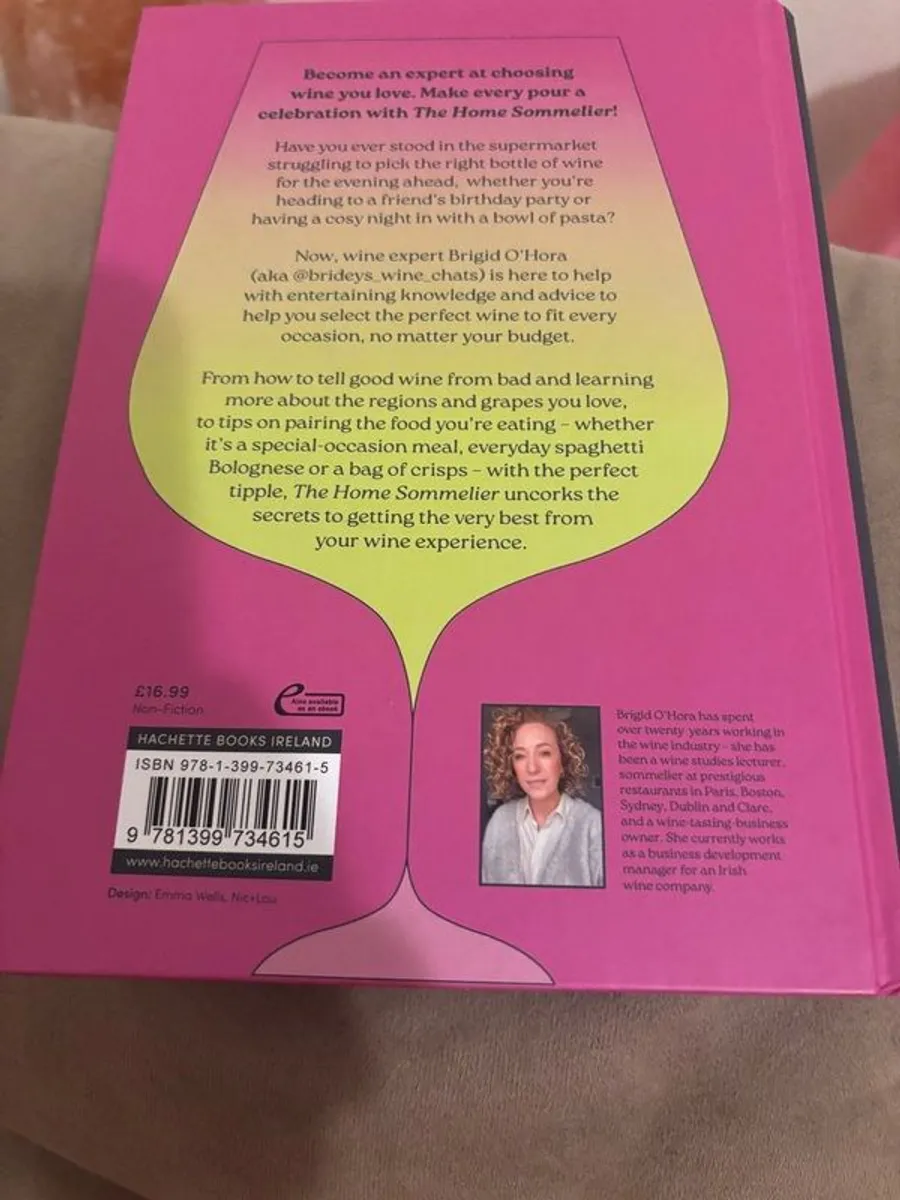 Become an expert at choosing
wine you love. Make every pour a
celebration with The Home Sommelier!
Have you ever stood in the supermarket
struggling to pick the right bottle of wine
for the evening ahead, whether you're
heading to a friend's birthday party or
having a cosy night in with a bowl of pasta?
Now, wine expert Brigid O'Hora
(aka @brideys_wine_chats) is here to help
with entertaining knowledge and advice to
help you select the perfect wine to fit every
occasion, no matter your budget.
From how to tell good wine from bad and learning
more about the regions and grapes you love,
to tips on pairing the food you're eating – whether
it's a special-occasion meal, everyday spaghetti
Bolognese or a bag of crisps – with the perfect
tipple, The Home Sommelier uncorks the
secrets to getting the very best from
your wine experience.
£16.99
Non-Fiction
e
Also available
as an ebook
HACHETTE BOOKS IRELAND
ISBN 978-1-399-73461-5
9 781399 734615
www.hachettebooksireland.ie
Design: Emma Wells, Nic+Lou
Brigid O'Hora has spent
over twenty years working in
the wine industry – she has
been a wine studies lecturer,
sommelier at prestigious
restaurants in Paris, Boston,
Sydney, Dublin and Clare,
and a wine-tasting-business
owner. She currently works
as a business development
manager for an Irish
wine company.